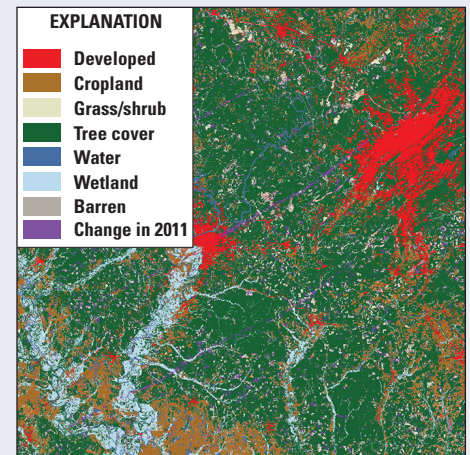 EXPLANATION
Developed
Cropland
Grass/shrub
Tree cover
Water
Wetland
Barren
Change in 2011